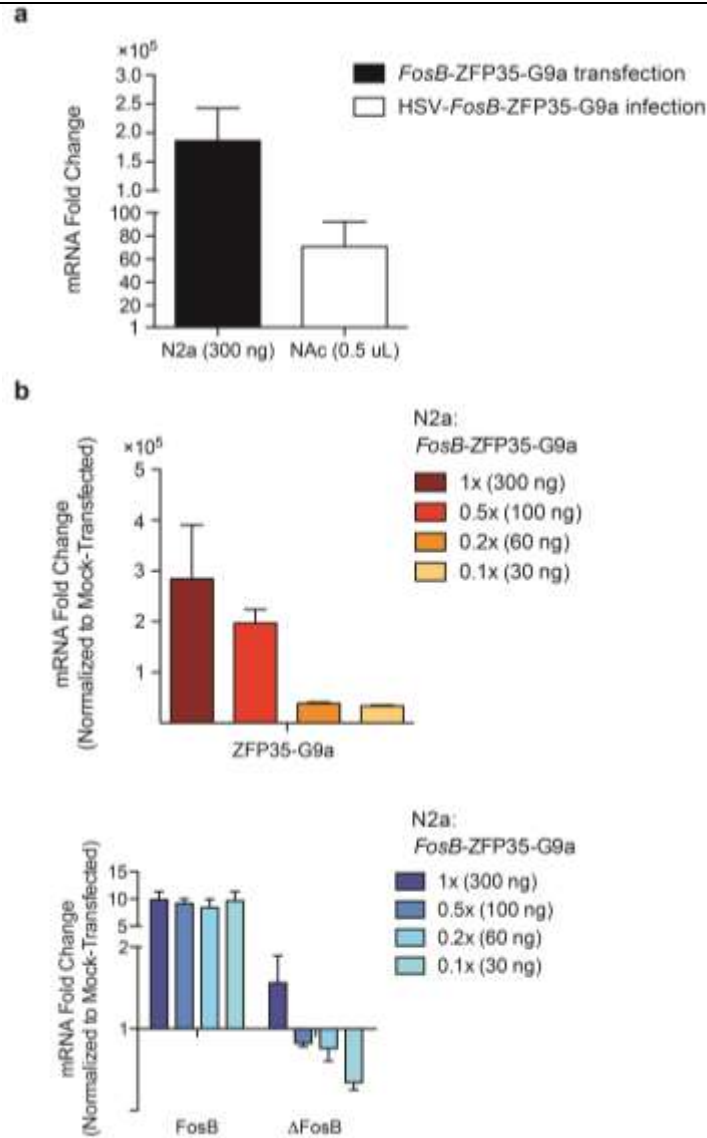 a
×10⁵
3.0
2.5
2.0
1.5
1.0
100
80
60
40
20
1
mRNA Fold Change
FosB-ZFP35-G9a transfection
HSV-FosB-ZFP35-G9a infection
N2a (300 ng) NAc (0.5 uL)
b
×10⁵
5
4
3
2
1
mRNA Fold Change
(Normalized to Mock-Transfected)
N2a:
FosB-ZFP35-G9a
1x (300 ng)
0.5x (100 ng)
0.2x (60 ng)
0.1x (30 ng)
ZFP35-G9a
15
10
5
2
1
mRNA Fold Change
(Normalized to Mock-Transfected)
N2a:
FosB-ZFP35-G9a
1x (300 ng)
0.5x (100 ng)
0.2x (60 ng)
0.1x (30 ng)
FosB ΔFosB